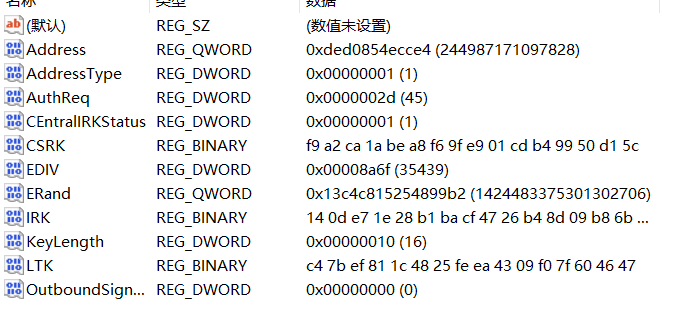 名称 类型 数据
(默认) REG_SZ (数值未设置)
Address REG_QWORD 0xded0854ecce4 (244987171097828)
AddressType REG_DWORD 0x00000001 (1)
AuthReq REG_DWORD 0x0000002d (45)
CEntralIRKStatus REG_DWORD 0x00000001 (1)
CSRK REG_BINARY f9 a2 ca 1a be a8 f6 9f e9 01 cd b4 99 50 d1 5c
EDIV REG_DWORD 0x00008a6f (35439)
ERand REG_QWORD 0x13c4c815254899b2 (1424483375301302706)
IRK REG_BINARY 14 0d e7 1e 28 b1 ba cf 47 26 b4 8d 09 b8 6b ...
KeyLength REG_DWORD 0x00000010 (16)
LTK REG_BINARY c4 7b ef 81 1c 48 25 fe ea 43 09 f0 7f 60 46 47
OutboundSign... REG_DWORD 0x00000000 (0)